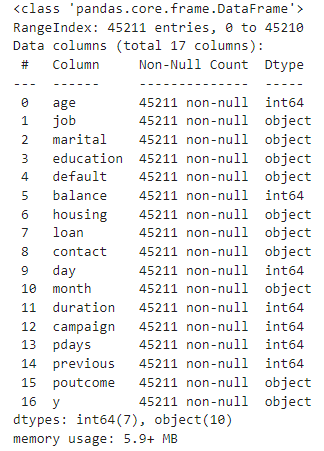 <class 'pandas.core.frame.DataFrame'>
RangeIndex: 45211 entries, 0 to 45210
Data columns (total 17 columns):
 #   Column     Non-Null Count  Dtype
---  ------     --------------  -----
 0   age        45211 non-null  int64
 1   job        45211 non-null  object
 2   marital    45211 non-null  object
 3   education  45211 non-null  object
 4   default    45211 non-null  object
 5   balance    45211 non-null  int64
 6   housing    45211 non-null  object
 7   loan       45211 non-null  object
 8   contact    45211 non-null  object
 9   day        45211 non-null  int64
 10  month      45211 non-null  object
 11  duration   45211 non-null  int64
 12  campaign   45211 non-null  int64
 13  pdays      45211 non-null  int64
 14  previous   45211 non-null  int64
 15  poutcome   45211 non-null  object
 16  y          45211 non-null  object
dtypes: int64(7), object(10)
memory usage: 5.9+ MB